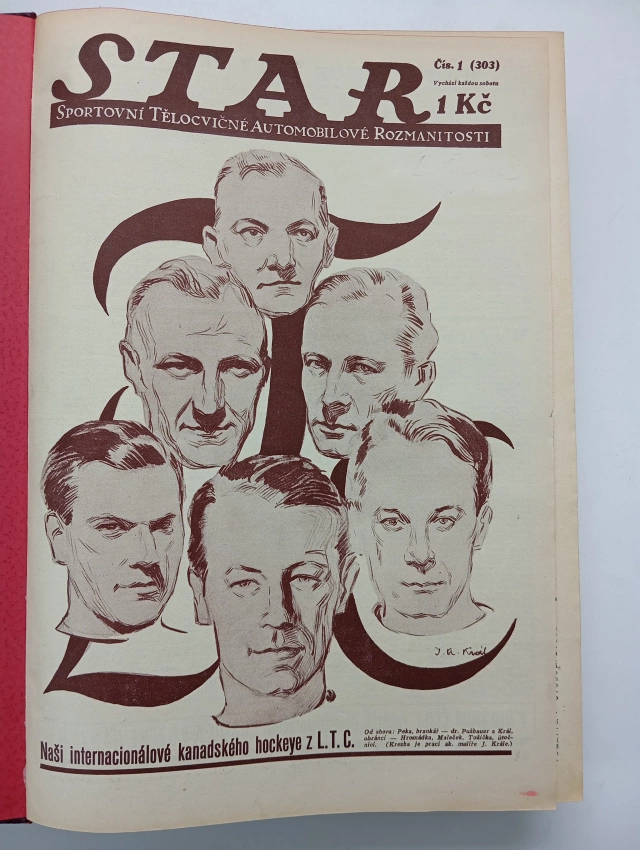 STAR
Čís. 1 (303)
Vychází každou sobotu
1 Kč
SPORTOVNÍ TĚLOCVIČNÉ AUTOMOBILOVÉ ROZMANITOSTI
J. A. Král
Naši internacionálové kanadského hockeye z L.T.C.
Od shora: Peka, brankář — dr. Pušbauer a Král,
obránci — Hromádka, Maleček, Tožička, útoč-
níci. (Kresba je prací ak. malíře J. Krále.)